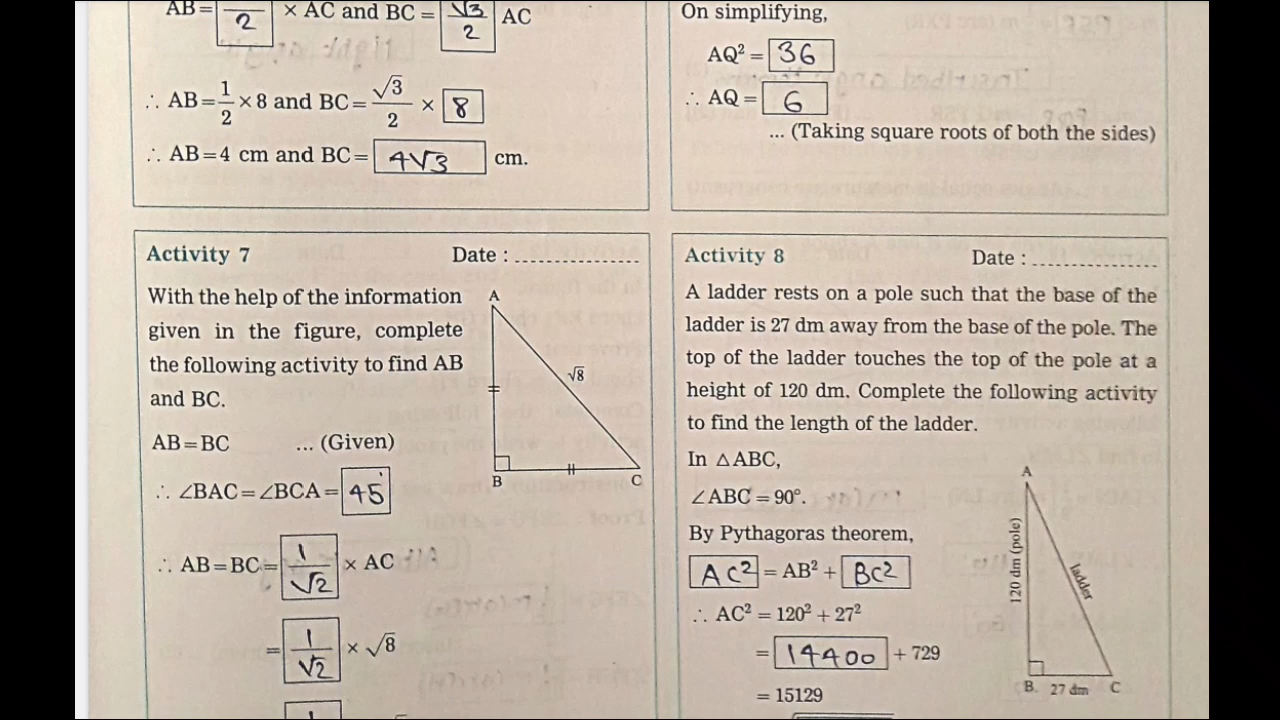 AB = 2 × AC and BC = √3/2 AC
∴ AB = 1/2 × 8 and BC = √3/2 × 8
∴ AB = 4 cm and BC = 4√3 cm.
On simplifying,
AQ² = 36
∴ AQ = 6
... (Taking square roots of both the sides)
Activity 7 Date : ....................
With the help of the information
given in the figure, complete
the following activity to find AB
and BC.
AB = BC ... (Given)
∴ ∠BAC = ∠BCA = 45°
∴ AB = BC = 1/√2 × AC
= 1/√2 × √8
1
A
√8
B
C
Activity 8 Date : ....................
A ladder rests on a pole such that the base of the
ladder is 27 dm away from the base of the pole. The
top of the ladder touches the top of the pole at a
height of 120 dm. Complete the following activity
to find the length of the ladder.
In △ABC,
∠ABC = 90°.
By Pythagoras theorem,
AC² = AB² + BC²
∴ AC² = 120² + 27²
= 14400 + 729
= 15129
A
120 dm (pole)
ladder
B 27 dm C